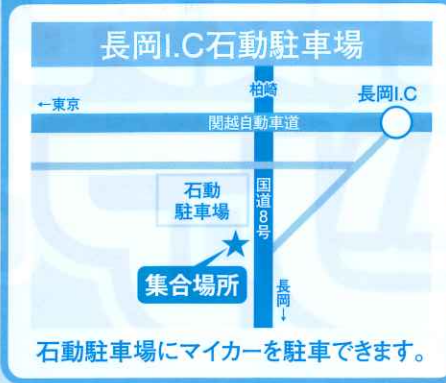 長岡I.C石動駐車場
柏崎
長岡I.C
←東京
関越自動車道
石動
駐車場
国道8号
集合場所
長岡↓
石動駐車場にマイカーを駐車できます。